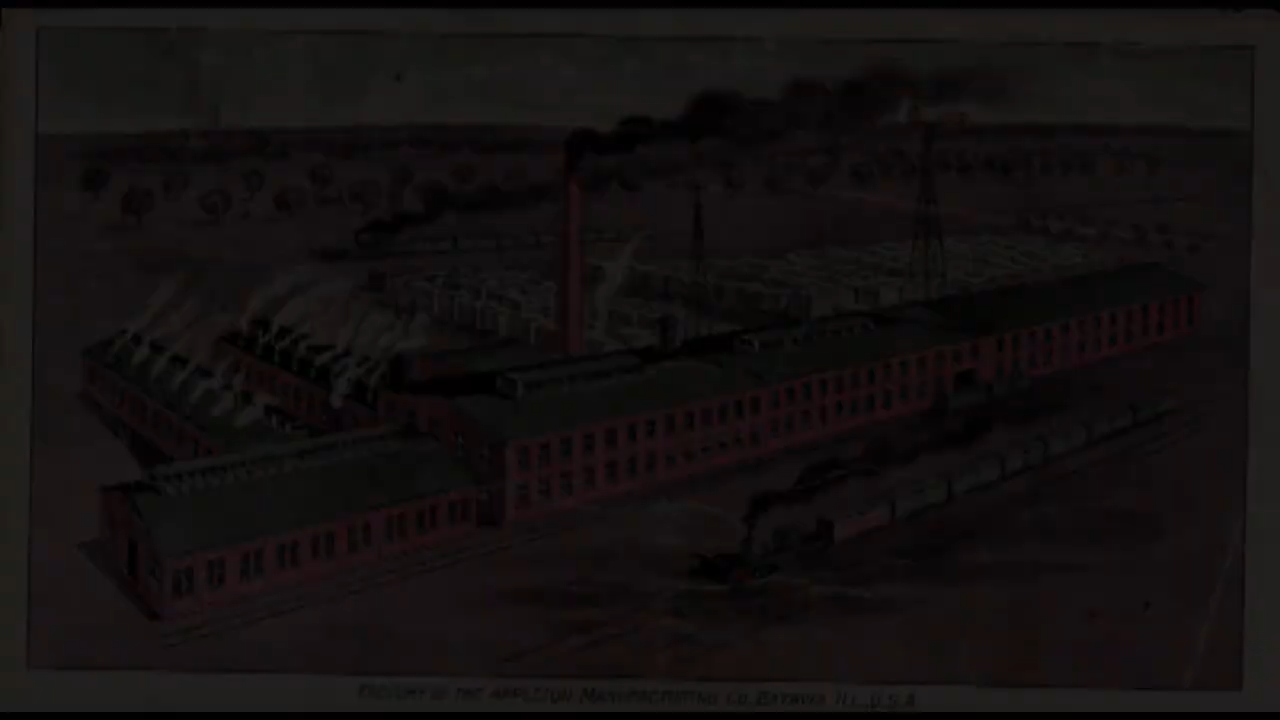 FACTORY OF THE APPLETON MANUFACTURING CO. BATAVIA ILL., U.S.A.